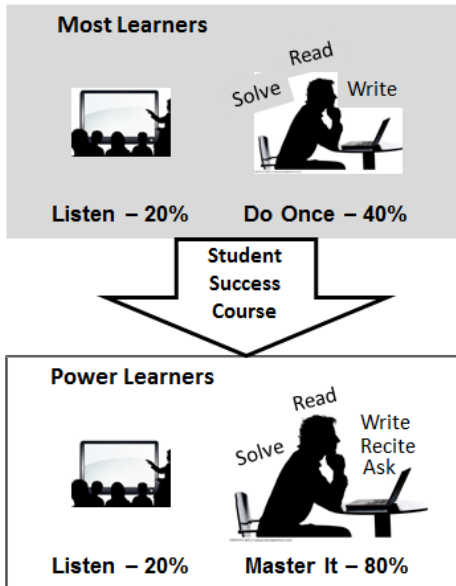 Most Learners
Read
Solve
Write
Listen – 20%
Do Once – 40%
Student
Success
Course
Power Learners
Read
Solve
Write
Recite
Ask
Listen – 20%
Master It – 80%